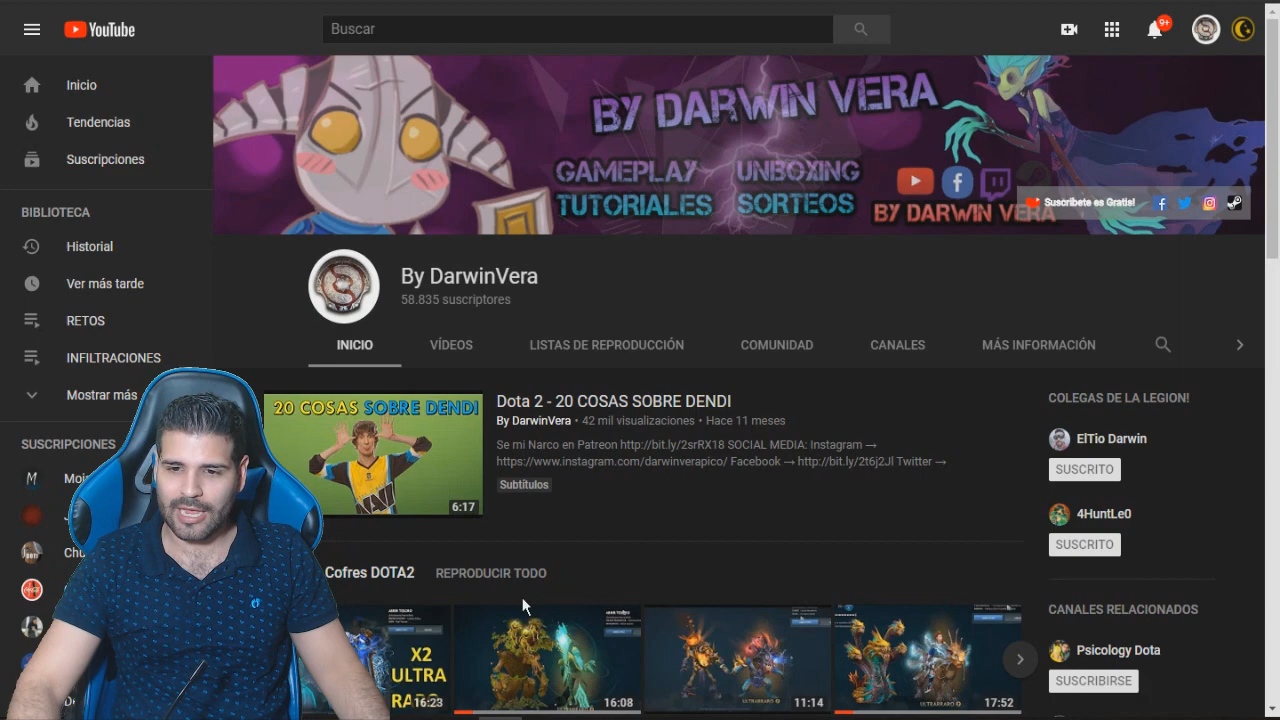 YouTube
Buscar
9+
Inicio
Tendencias
Suscripciones
BIBLIOTECA
Historial
Ver más tarde
RETOS
INFILTRACIONES
Mostrar más
SUSCRIPCIONES
BY DARWIN VERA
GAMEPLAY UNBOXING
TUTORIALES SORTEOS
BY DARWIN VERA
Suscribete es Gratis!
By DarwinVera
58.835 suscriptores
INICIO
VÍDEOS
LISTAS DE REPRODUCCIÓN
COMUNIDAD
CANALES
MÁS INFORMACIÓN
20 COSAS SOBRE DENDI
6:17
Dota 2 - 20 COSAS SOBRE DENDI
By DarwinVera • 42 mil visualizaciones • Hace 11 meses
Se mi Narco en Patreon http://bit.ly/2srRX18 SOCIAL MEDIA: Instagram →
https://www.instagram.com/darwinverapico/ Facebook → http://bit.ly/2t6j2Jl Twitter →
Subtítulos
COLEGAS DE LA LEGION!
ElTio Darwin
SUSCRITO
4HuntLe0
SUSCRITO
CANALES RELACIONADOS
Psicology Dota
SUSCRIBIRSE
Cofres DOTA2 REPRODUCIR TODO
X2
ULTRA
16:23
16:08
ULTRARRARO
11:14
ULTRARRARO
17:52